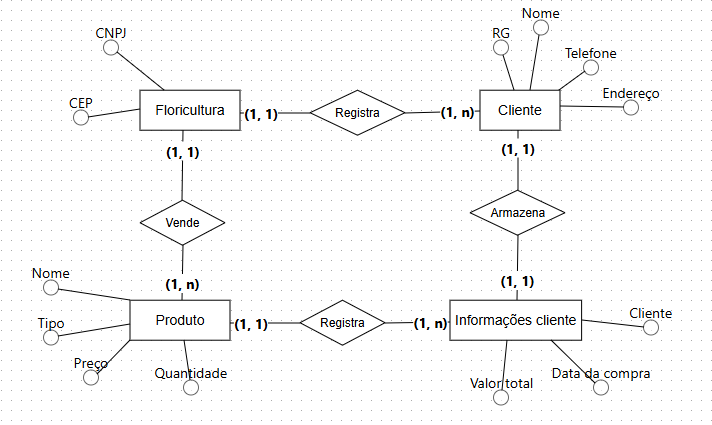 Nome
CNPJ
RG
Telefone
CEP
Endereço
Floricultura
(1, 1)
Registra
(1, n)
Cliente
(1, 1)
(1, 1)
Vende
Armazena
(1, n)
(1, 1)
Nome
Tipo
Produto
(1, 1)
Registra
(1, n)
Informações cliente
Cliente
Preço
Quantidade
Valor total
Data da compra